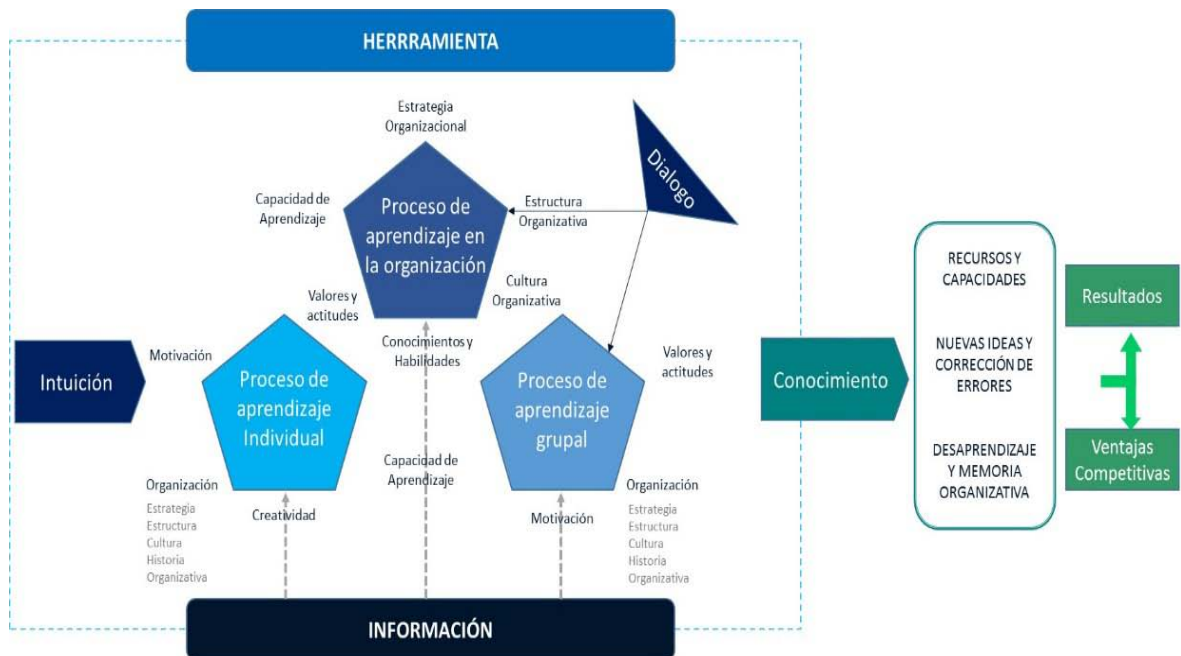 HERRRAMIENTA
Estrategia
Organizacional
Dialogo
Capacidad de
Aprendizaje
Proceso de
aprendizaje en
la organización
Estructura
Organizativa
Cultura
Organizativa
Valores y
actitudes
Conocimientos y
Habilidades
Intuición
Motivación
Proceso de
aprendizaje
Individual
Proceso de
aprendizaje
grupal
Valores y
actitudes
Capacidad de
Aprendizaje
Organización
Estrategia
Estructura
Cultura
Historia
Organizativa
Creatividad
Motivación
Organización
Estrategia
Estructura
Cultura
Historia
Organizativa
INFORMACIÓN
Conocimiento
RECURSOS Y
CAPACIDADES
NUEVAS IDEAS Y
CORRECCIÓN DE
ERRORES
DESAPRENDIZAJE
Y MEMORIA
ORGANIZATIVA
Resultados
Ventajas
Competitivas